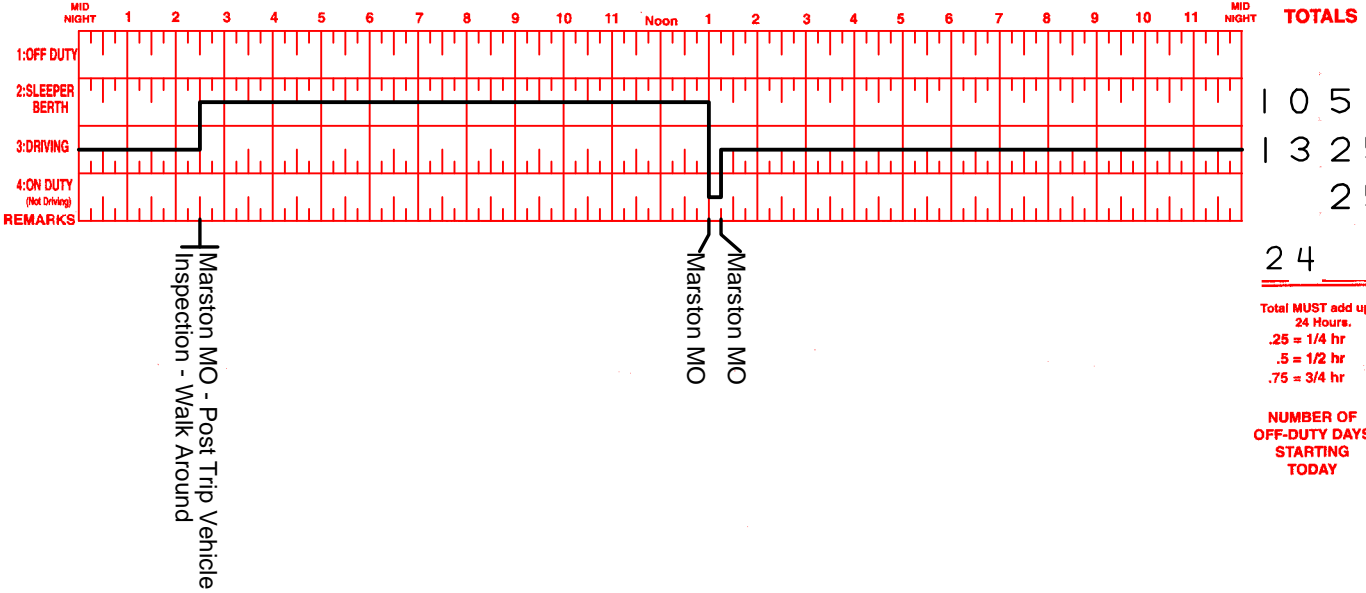 MID NIGHT 1 2 3 4 5 6 7 8 9 10 11 Noon 1 2 3 4 5 6 7 8 9 10 11 MID NIGHT TOTALS
1:OFF DUTY
2:SLEEPER
BERTH
1 0 5
3:DRIVING
1 3 2 5
4:ON DUTY
(Not Driving)
2 5
REMARKS
2 4
Marston MO - Post Trip Vehicle
Inspection - Walk Around
Marston MO
Marston MO
Total MUST add up
24 Hours.
.25 = 1/4 hr
.5 = 1/2 hr
.75 = 3/4 hr
NUMBER OF
OFF-DUTY DAYS
STARTING
TODAY